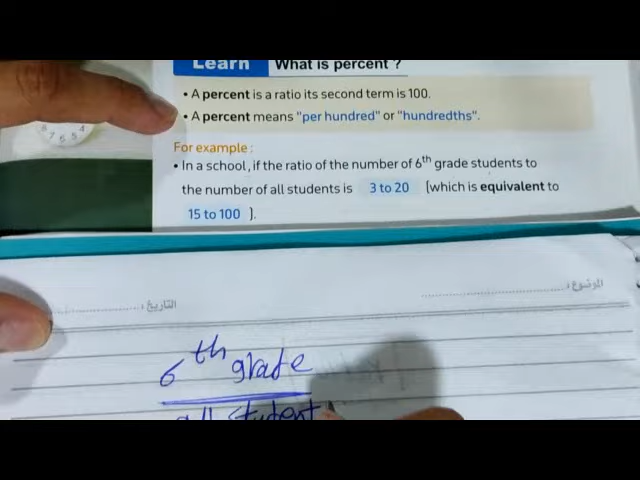 Learn What is percent ?
• A percent is a ratio its second term is 100.
• A percent means "per hundred" or "hundredths".
For example :
• In a school, if the ratio of the number of 6th grade students to
the number of all students is 3 to 20 [which is equivalent to
15 to 100 ].
الموضوع :
التاريخ :
6th grade
all student